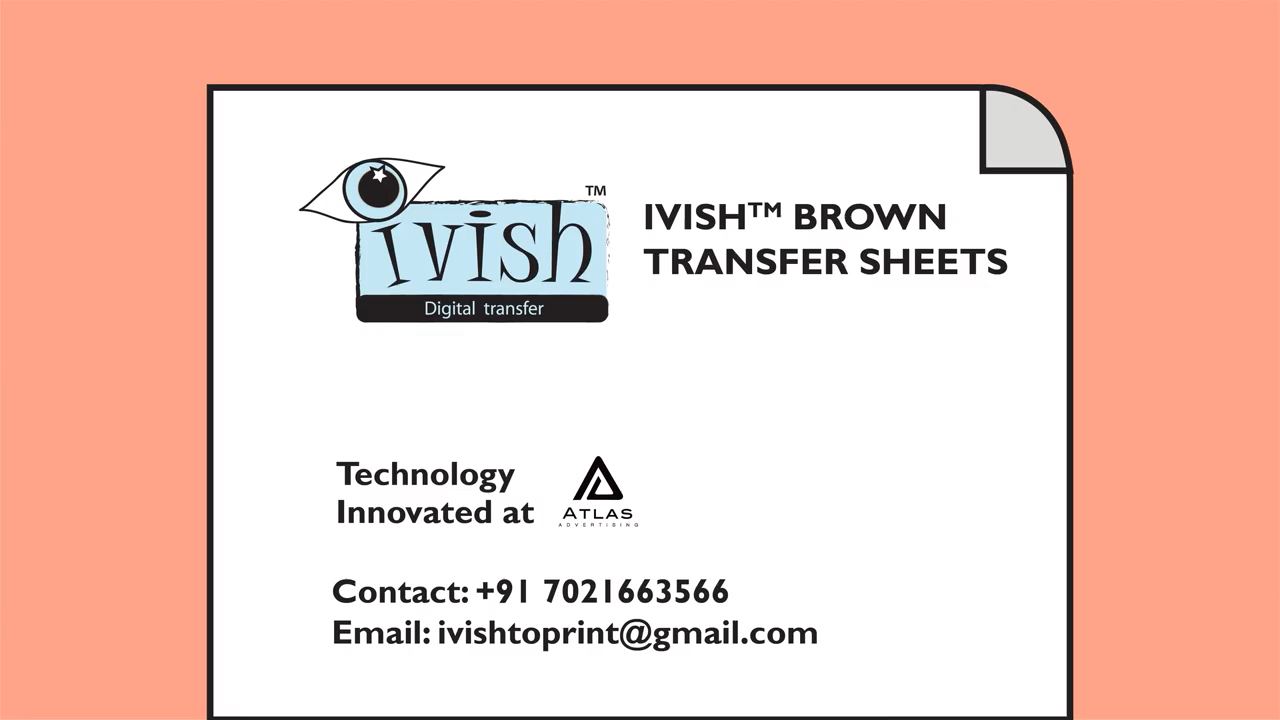 TM
ivish
Digital transfer
IVISH™ BROWN
TRANSFER SHEETS
Technology
Innovated at
ATLAS
ADVERTISING
Contact: +91 7021663566
Email: ivishtoprint@gmail.com